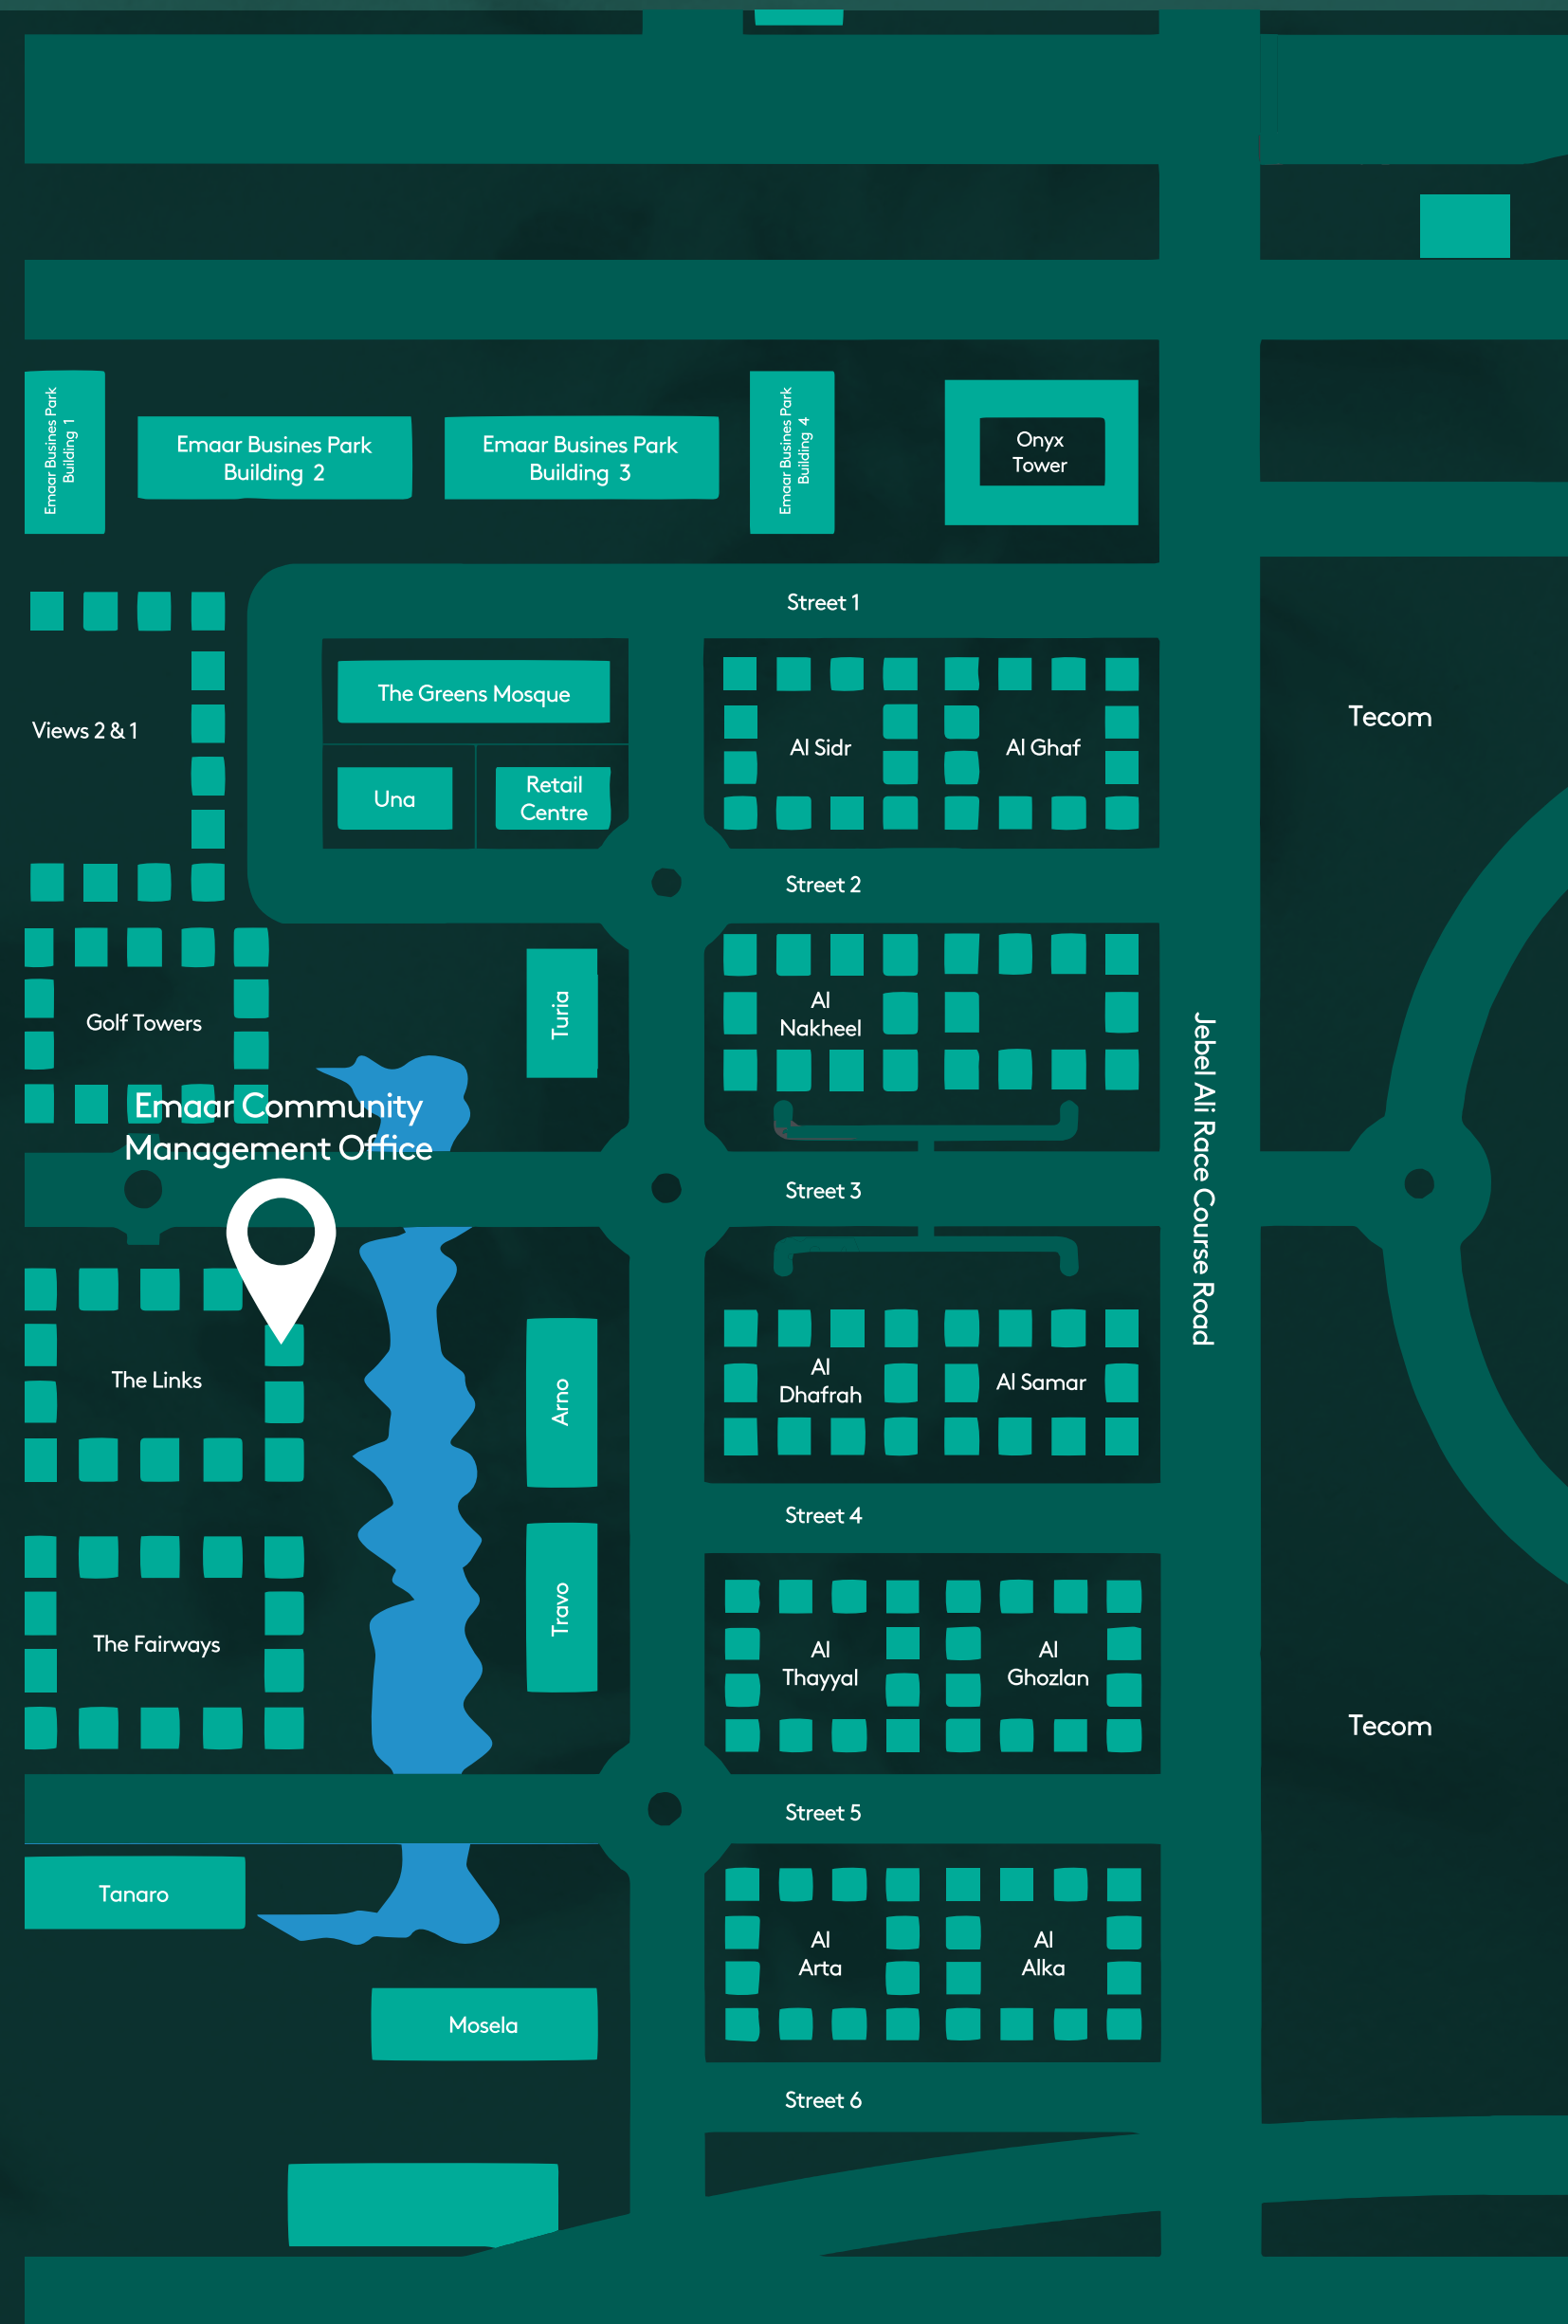 Emaar Busines Park
Building 1
Emaar Busines Park
Building 2
Emaar Busines Park
Building 3
Emaar Busines Park
Building 4
Onyx
Tower
Street 1
The Greens Mosque
Views 2 & 1
Al Sidr
Al Ghaf
Tecom
Una
Retail
Centre
Street 2
Golf Towers
Turia
Al
Nakheel
Jebel Ali Race Course Road
Emaar Community
Management Office
Street 3
The Links
Arno
Al
Dhafrah
Al Samar
Street 4
The Fairways
Travo
Al
Thayyal
Al
Ghozlan
Tecom
Street 5
Tanaro
Al
Arta
Al
Alka
Mosela
Street 6